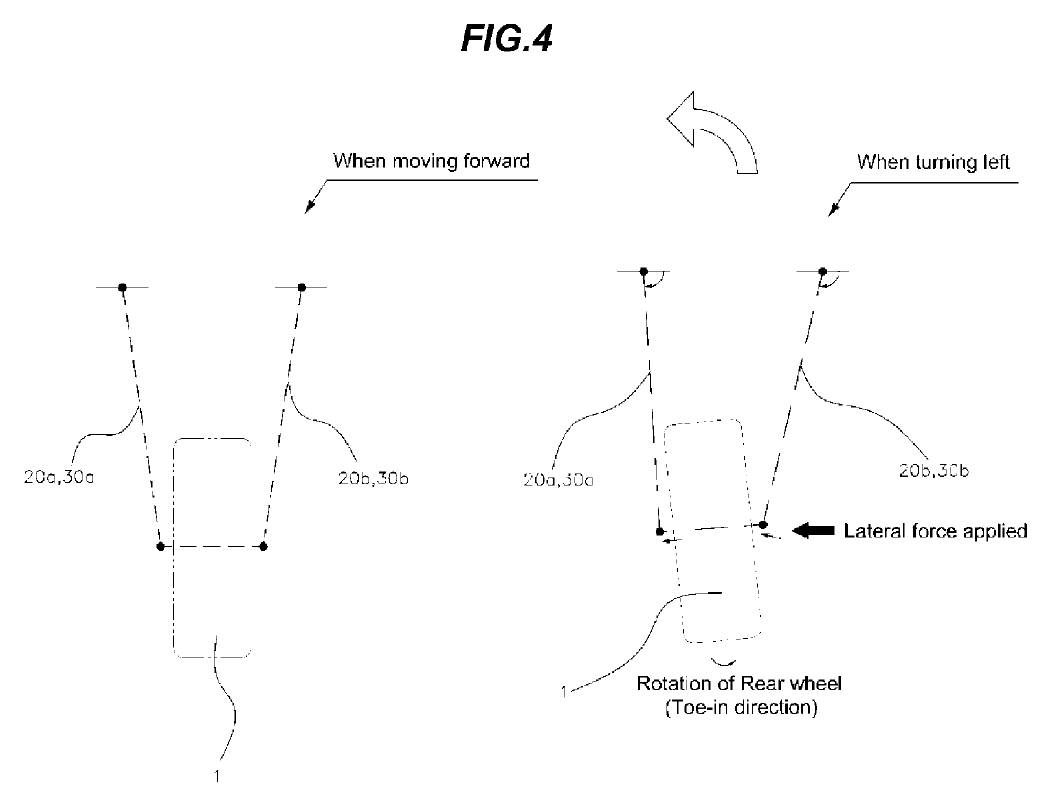 FIG.4
When moving forward
When turning left
20a,30a
20b,30b
20a,30a
20b,30b
Lateral force applied
1
Rotation of Rear wheel
(Toe-in direction)
1